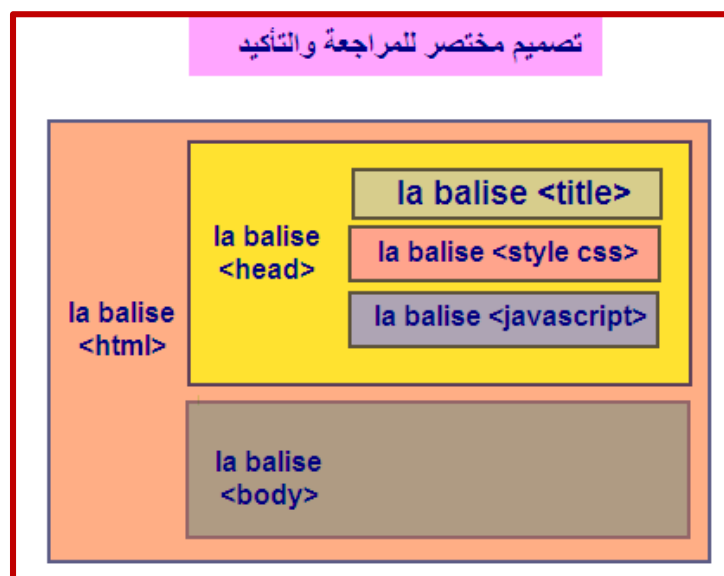 تصميم مختصر للمراجعة والتأكيد
la balise <title>
la balise
<head>
la balise <style css>
la balise <javascript>
la balise
<html>
la balise
<body>